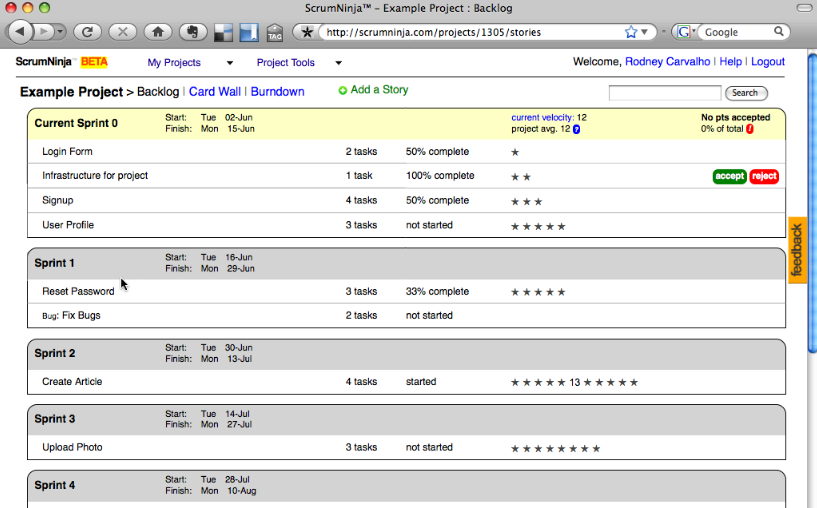 ScrumNinja™ – Example Project : Backlog
http://scrumninja.com/projects/1305/stories
G Google
TAG
ScrumNinja™ BETA My Projects Project Tools Welcome, Rodney Carvalho | Help | Logout
Example Project > Backlog | Card Wall | Burndown Add a Story Search
Current Sprint 0 Start: Tue 02-Jun current velocity: 12 No pts accepted
Finish: Mon 15-Jun project avg. 12 ? 0% of total !
Login Form 2 tasks 50% complete ★
Infrastructure for project 1 task 100% complete ★ ★ accept reject
Signup 4 tasks 50% complete ★ ★ ★
User Profile 3 tasks not started ★ ★ ★ ★ ★
feedback
Sprint 1 Start: Tue 16-Jun
Finish: Mon 29-Jun
Reset Password 3 tasks 33% complete ★ ★ ★ ★ ★
Bug: Fix Bugs 2 tasks not started
Sprint 2 Start: Tue 30-Jun
Finish: Mon 13-Jul
Create Article 4 tasks started ★ ★ ★ ★ ★ 13 ★ ★ ★ ★ ★
Sprint 3 Start: Tue 14-Jul
Finish: Mon 27-Jul
Upload Photo 3 tasks not started ★ ★ ★ ★ ★ ★ ★ ★
Sprint 4 Start: Tue 28-Jul
Finish: Mon 10-Aug